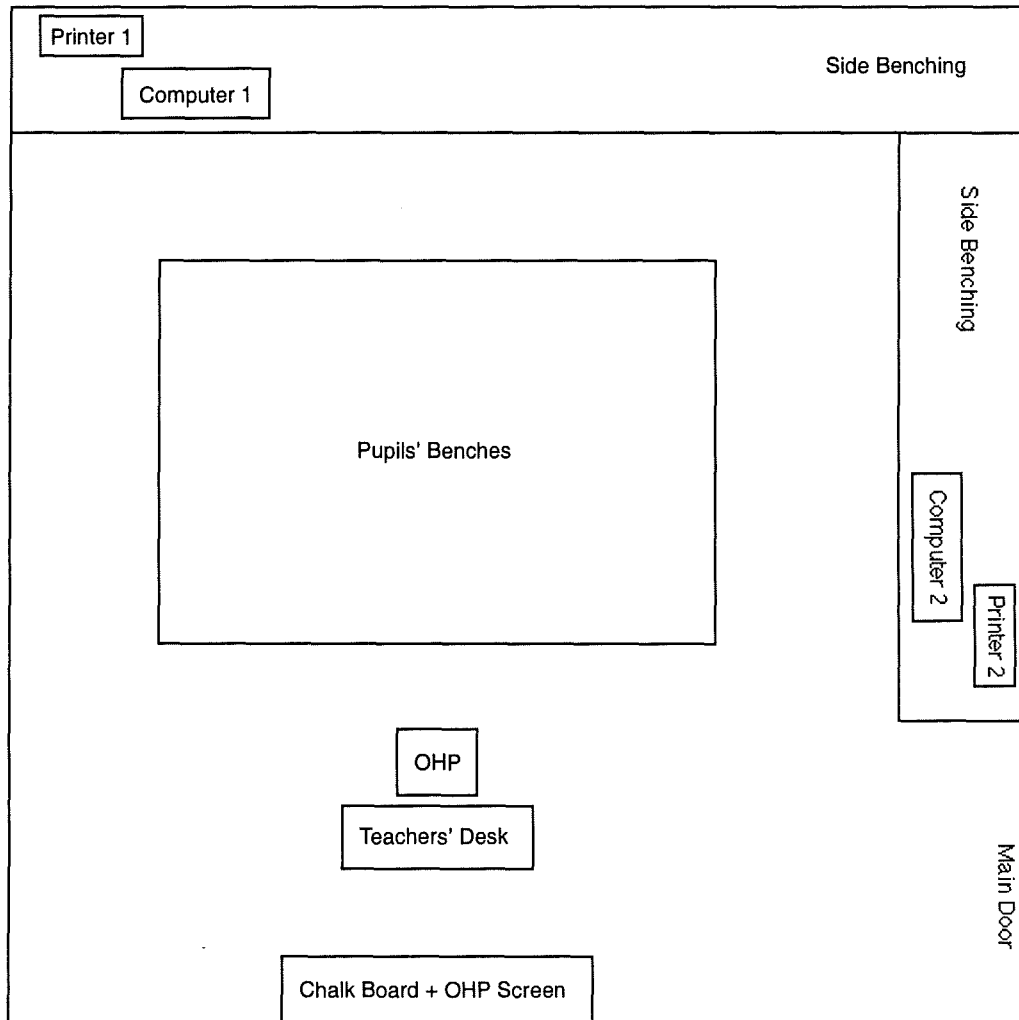 Printer 1
Side Benching
Computer 1
Side Benching
Pupils' Benches
Computer 2
Printer 2
OHP
Teachers' Desk
Main Door
Chalk Board + OHP Screen